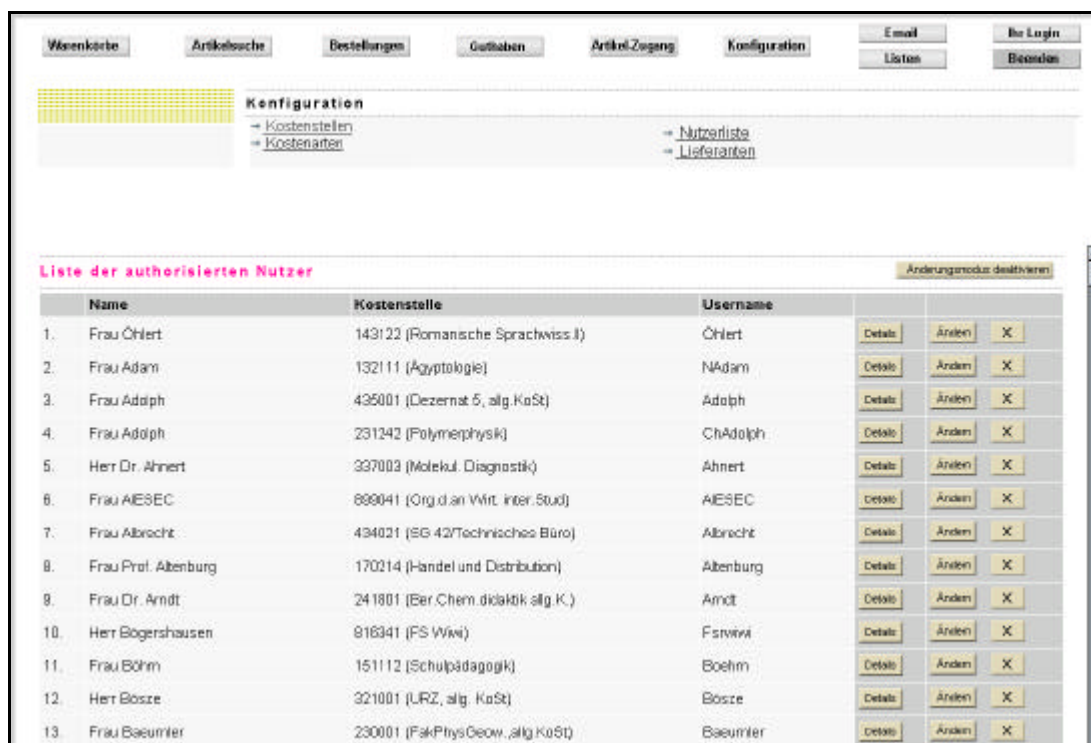 Warenkörbe Artikelsuche Bestellungen Guthaben Artikel-Zugang Konfiguration Email Ihr Login
Listen Beenden
Konfiguration
Kostenstellen Nutzerliste
Kostenarten Lieferanten
Liste der authorisierten Nutzer Änderungsmodus deaktivieren
Name Kostenstelle Username
1. Frau Öhlert 143122 (Romanische Sprachwiss.II) Öhlert Details Ändern X
2. Frau Adam 132111 (Ägyptologie) NAdam Details Ändern X
3. Frau Adolph 435001 (Dezernat 5, allg.KoSt) Adolph Details Ändern X
4. Frau Adolph 231342 (Polymerphysik) ChAdolph Details Ändern X
5. Herr Dr. Ahnert 337003 (Molekul. Diagnostik) Ahnert Details Ändern X
6. Frau AIESEC 899041 (Org.d.an Wirt. inter.Stud) AIESEC Details Ändern X
7. Frau Albrecht 434021 (SG 42/Technisches Büro) Albrecht Details Ändern X
8. Frau Prof. Altenburg 170214 (Handel und Distribution) Altenburg Details Ändern X
9. Frau Dr. Arndt 241801 (Ber.Chem.didaktik allg.K.) Arndt Details Ändern X
10. Herr Bögershausen 816341 (FS Wiwi) Fsrwiwi Details Ändern X
11. Frau Böhm 151112 (Schulpädagogik) Boehm Details Ändern X
12. Herr Bösze 321001 (URZ, allg. KoSt) Bösze Details Ändern X
13. Frau Baeumler 230001 (FakPhysGeow.,allg.KoSt) Baeumler Details Ändern X